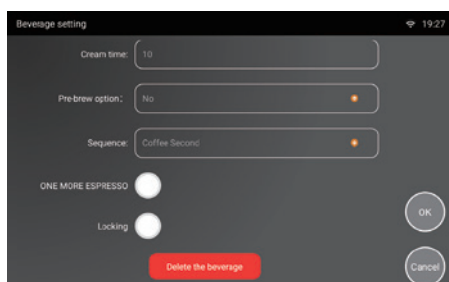 Beverage setting 19:27
Cream time: 10
Pre-brew option: No
Sequence: Coffee Second
ONE MORE ESPRESSO
OK
Locking
Delete the beverage
Cancel